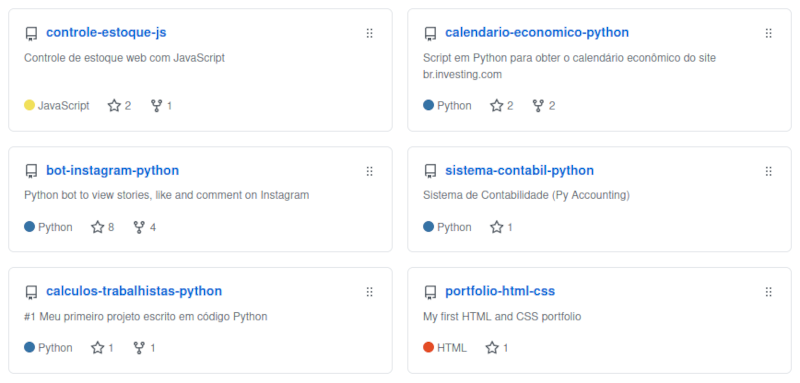 controle-estoque-js
Controle de estoque web com JavaScript
JavaScript 2 1
calendario-economico-python
Script em Python para obter o calendário econômico do site
br.investing.com
Python 2 2
bot-instagram-python
Python bot to view stories, like and comment on Instagram
Python 8 4
sistema-contabil-python
Sistema de Contabilidade (Py Accounting)
Python 1
calculos-trabalhistas-python
#1 Meu primeiro projeto escrito em código Python
Python 1 1
portfolio-html-css
My first HTML and CSS portfolio
HTML 1